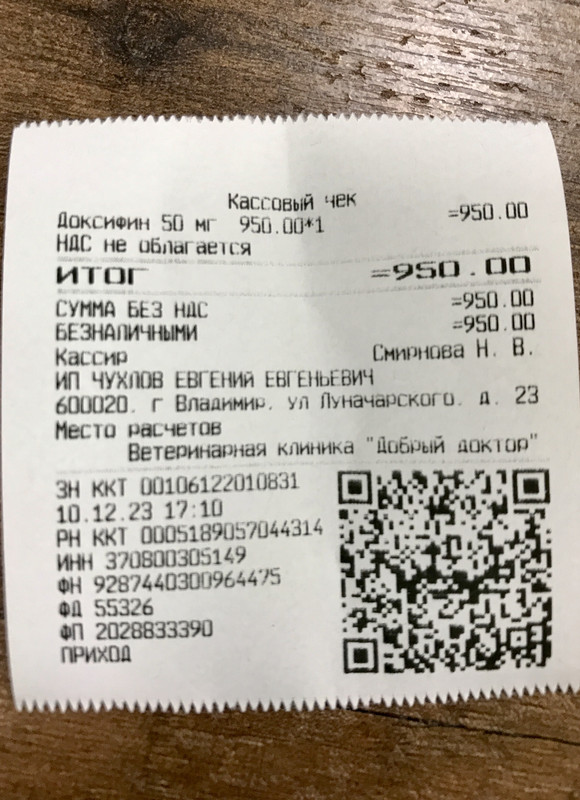 Кассовый чек
Доксифин 50 мг 950.00*1 =950.00
НДС не облагается
ИТОГ =950.00
СУММА БЕЗ НДС =950.00
БЕЗНАЛИЧНЫМИ =950.00
Кассир Смирнова Н. В.
ИП ЧУХЛОВ ЕВГЕНИЙ ЕВГЕНЬЕВИЧ
600020. г Владимир. ул Луначарского. д. 23
Место расчетов
Ветеринарная клиника "Добрый доктор"
ЗН ККТ 00106122010831
10.12.23 17:10
РН ККТ 0005189057044314
ИНН 370800305149
ФН 9287440300964475
ФД 55326
ФП 2028833390
ПРИХОД